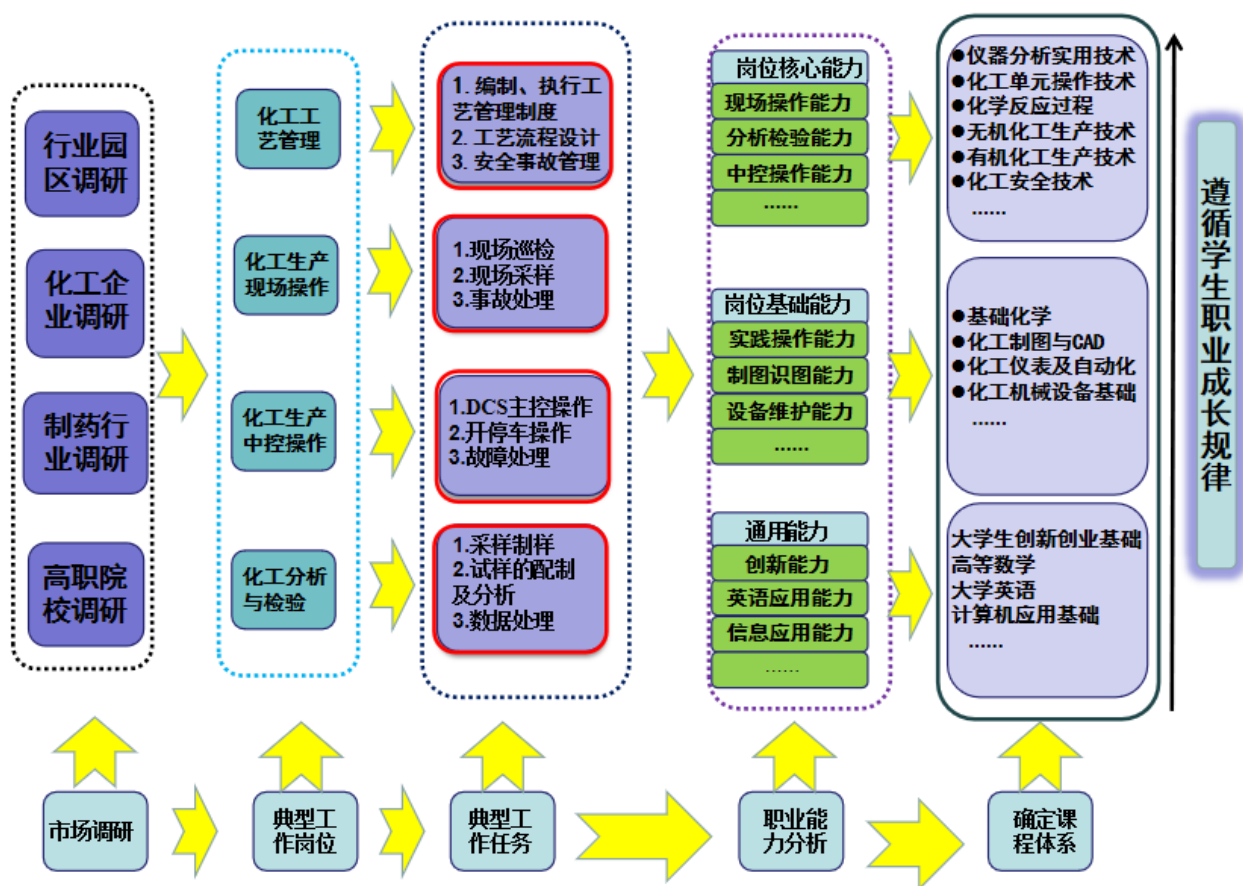 行业园
区调研
化工企
业调研
制药行
业调研
高职院
校调研
化工工
艺管理
化工生产
现场操作
化工生产
中控操作
化工分析
与检验
1. 编制、执行工
艺管理制度
2. 工艺流程设计
3. 安全事故管理
1.现场巡检
2.现场采样
3.事故处理
1.DCS主控操作
2.开停车操作
3.故障处理
1.采样制样
2.试样的配制
及分析
3.数据处理
岗位核心能力
现场操作能力
分析检验能力
中控操作能力
......
岗位基础能力
实践操作能力
制图识图能力
设备维护能力
......
通用能力
创新能力
英语应用能力
信息应用能力
......
●仪器分析实用技术
●化工单元操作技术
●化学反应过程
●无机化工生产技术
●有机化工生产技术
●化工安全技术
......
●基础化学
●化工制图与CAD
●化工仪表及自动化
●化工机械设备基础
......
大学生创新创业基础
高等数学
大学英语
计算机应用基础
......
遵循学生职业成长规律
市场调研
典型工
作岗位
典型工
作任务
职业能
力分析
确定课
程体系